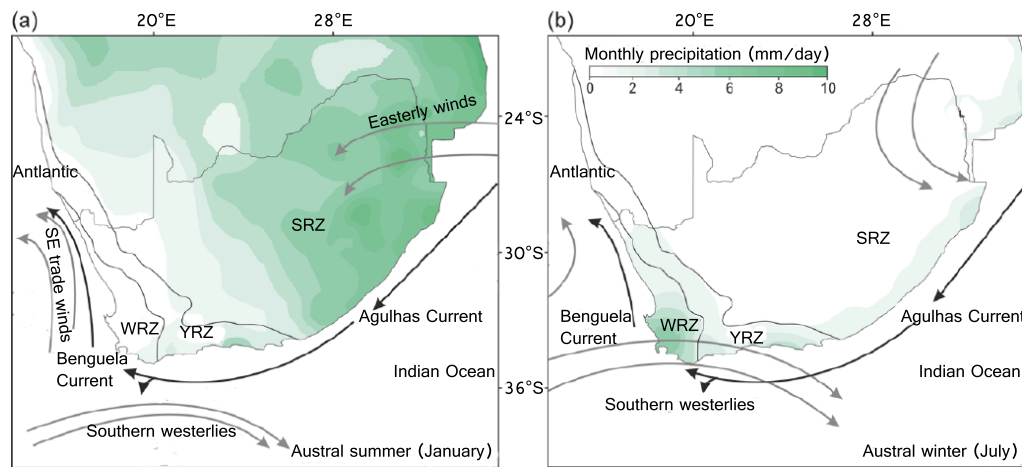 (a)
20°E
28°E
Easterly winds
Antlantic
SRZ
SE trade winds
WRZ
YRZ
Agulhas Current
Benguela
Current
Indian Ocean
Southern westerlies
Austral summer (January)
24°S
30°S
36°S
(b)
20°E
28°E
Monthly precipitation (mm/day)
0 2 4 6 8 10
Antlantic
SRZ
Benguela
Current
WRZ
YRZ
Agulhas Current
Indian Ocean
Southern westerlies
Austral winter (July)